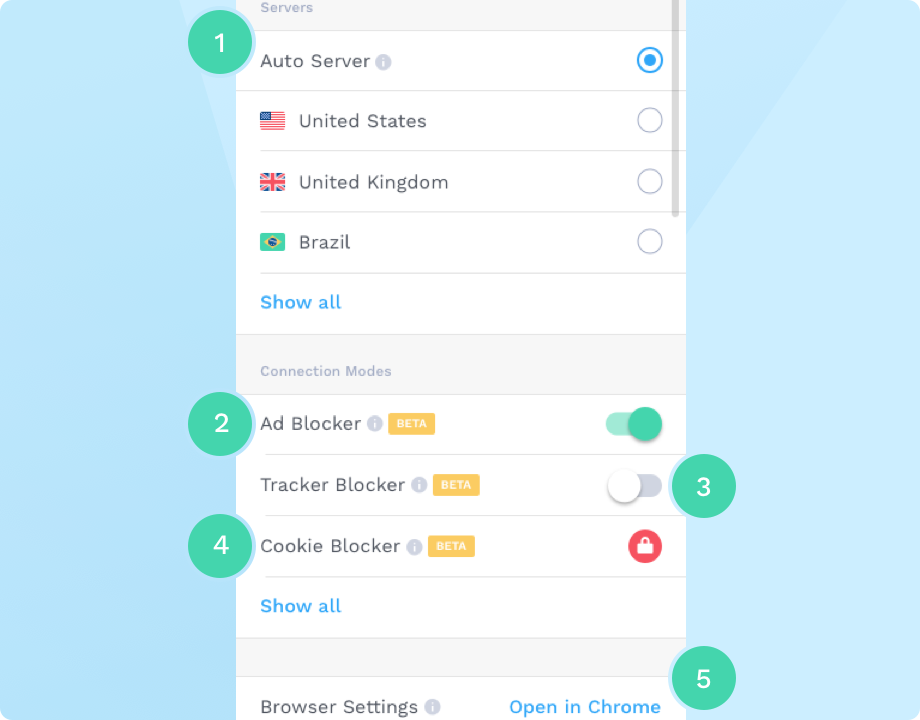 Servers
1
Auto Server
United States
United Kingdom
Brazil
Show all
Connection Modes
2
Ad Blocker i BETA
Tracker Blocker i BETA
3
4
Cookie Blocker i BETA
Show all
5
Browser Settings i Open in Chrome